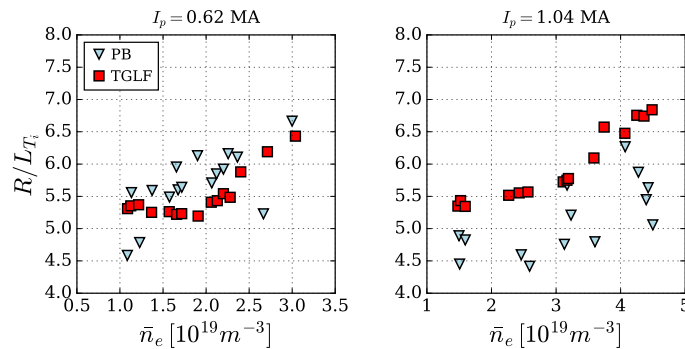 I_p = 0.62 MA
8.0
7.5
7.0
6.5
6.0
5.5
5.0
4.5
4.0
PB
TGLF
R/L_{T_i}
0.5 1.0 1.5 2.0 2.5 3.0 3.5
n̄_e [10^{19}m^{−3}]
I_p = 1.04 MA
8.0
7.5
7.0
6.5
6.0
5.5
5.0
4.5
4.0
1 2 3 4 5
n̄_e [10^{19}m^{−3}]